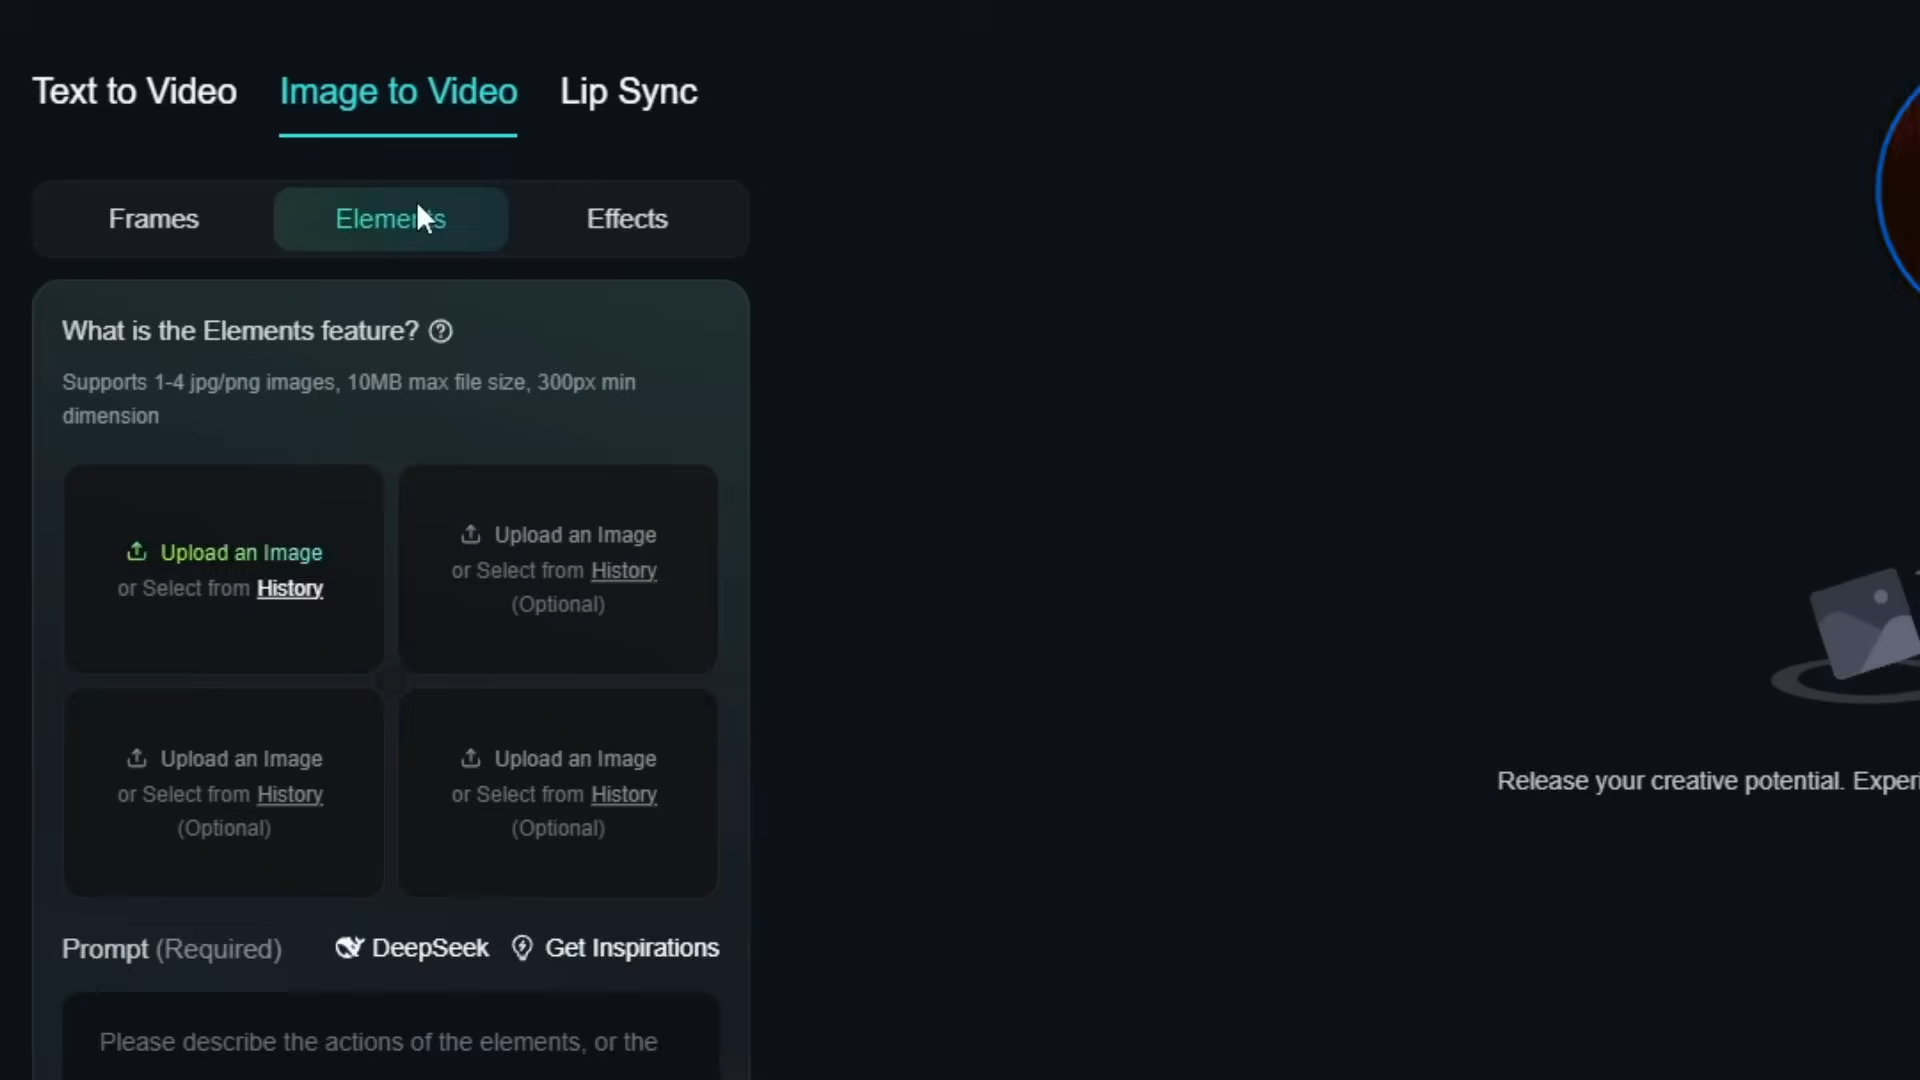 Text to Video Image to Video Lip Sync
Frames Elements Effects
What is the Elements feature?
Supports 1-4 jpg/png images, 10MB max file size, 300px min
dimension
Upload an Image
or Select from History
Upload an Image
or Select from History
(Optional)
Upload an Image
or Select from History
(Optional)
Upload an Image
or Select from History
(Optional)
Prompt (Required) DeepSeek Get Inspirations
Please describe the actions of the elements, or the
Release your creative potential.